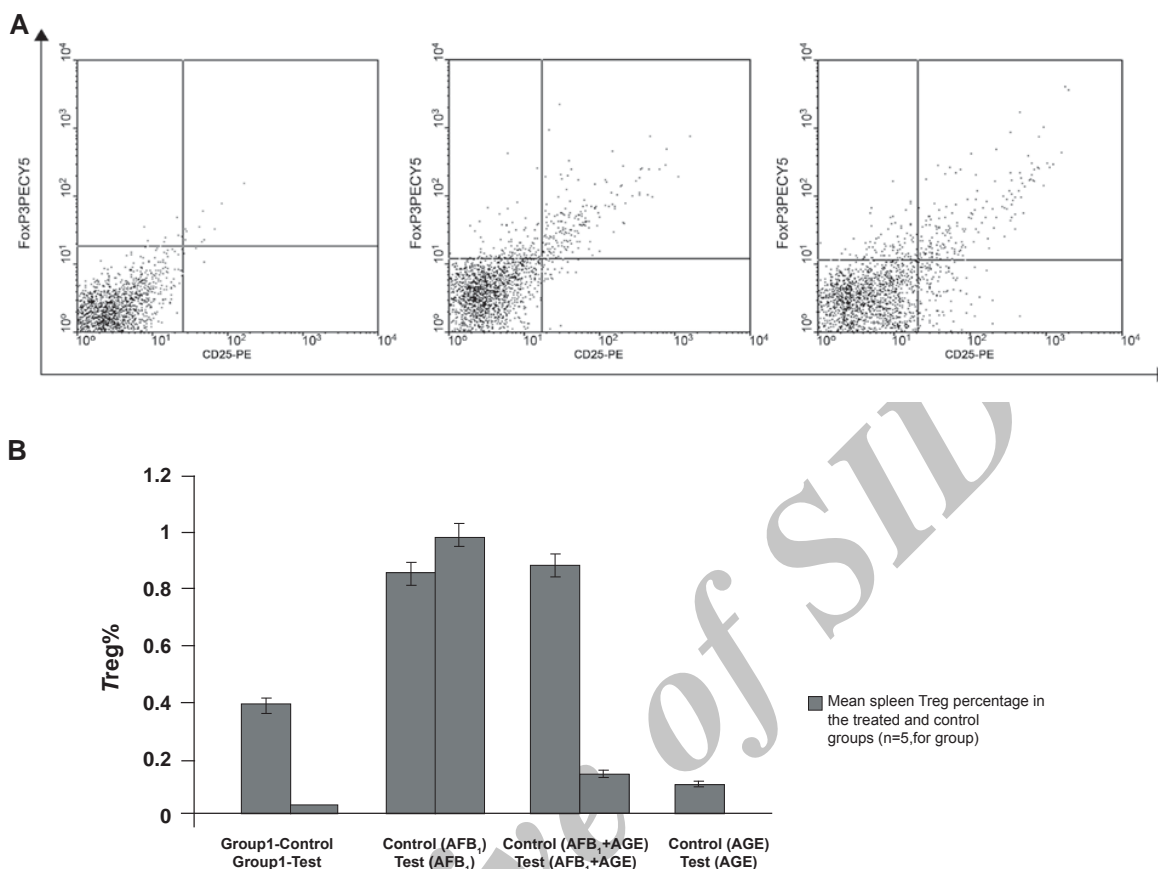 A
10⁴
10³
10²
10¹
10⁰
FoxP3PECY5
10⁰ 10¹ 10² 10³ 10⁴
CD25-PE
10⁴
10³
10²
10¹
10⁰
FoxP3PECY5
10⁰ 10¹ 10² 10³ 10⁴
CD25-PE
10⁴
10³
10²
10¹
10⁰
FoxP3PECY5
10⁰ 10¹ 10² 10³ 10⁴
CD25-PE
B
1.2
1
0.8
0.6
0.4
0.2
0
Treg%
Group1-Control
Group1-Test
Control (AFB₁)
Test (AFB₁)
Control (AFB₁+AGE)
Test (AFB₁+AGE)
Control (AGE)
Test (AGE)
Mean spleen Treg percentage in
the treated and control
groups (n=5,for group)
ive of SID